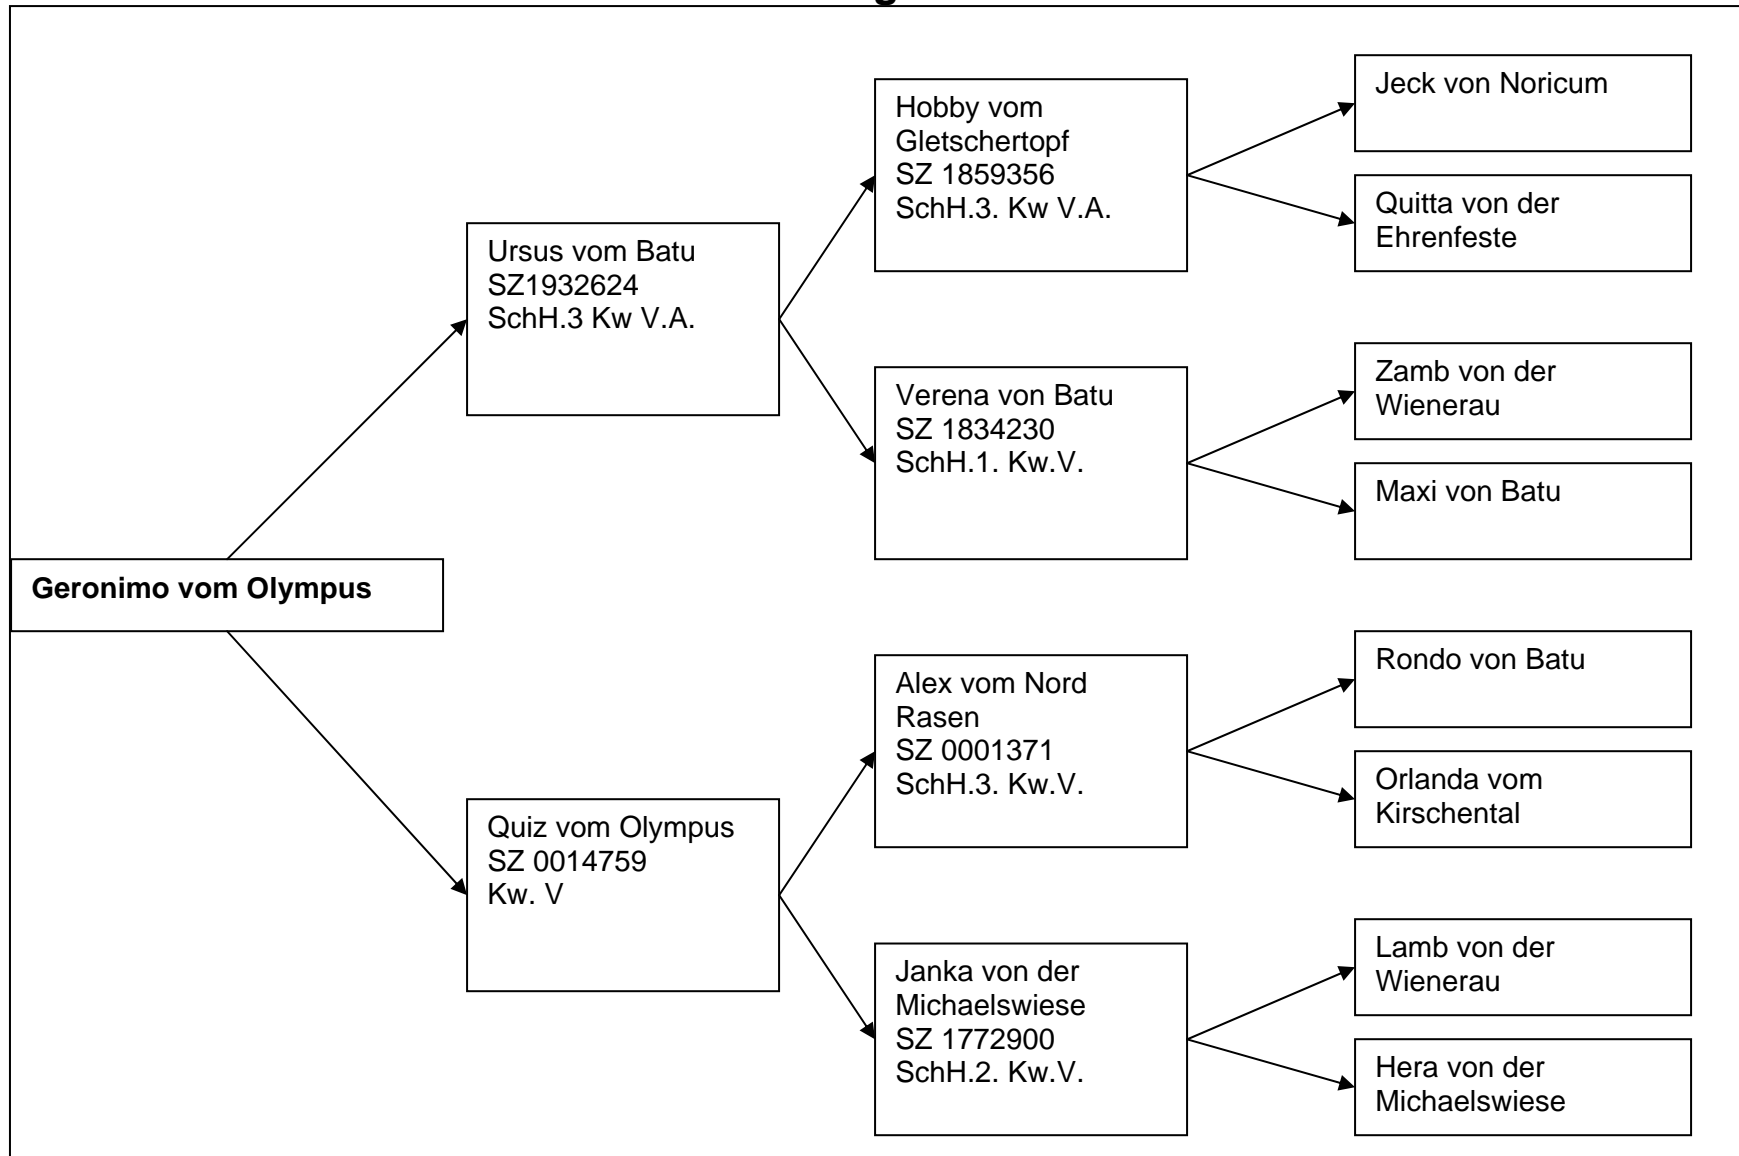 Geronimo vom Olympus
Ursus vom Batu
SZ1932624
SchH.3 Kw V.A.
Quiz vom Olympus
SZ 0014759
Kw. V
Hobby vom
Gletschertopf
SZ 1859356
SchH.3. Kw V.A.
Verena von Batu
SZ 1834230
SchH.1. Kw.V.
Alex vom Nord
Rasen
SZ 0001371
SchH.3. Kw.V.
Janka von der
Michaelswiese
SZ 1772900
SchH.2. Kw.V.
Jeck von Noricum
Quitta von der
Ehrenfeste
Zamb von der
Wienerau
Maxi von Batu
Rondo von Batu
Orlanda vom
Kirschental
Lamb von der
Wienerau
Hera von der
Michaelswiese